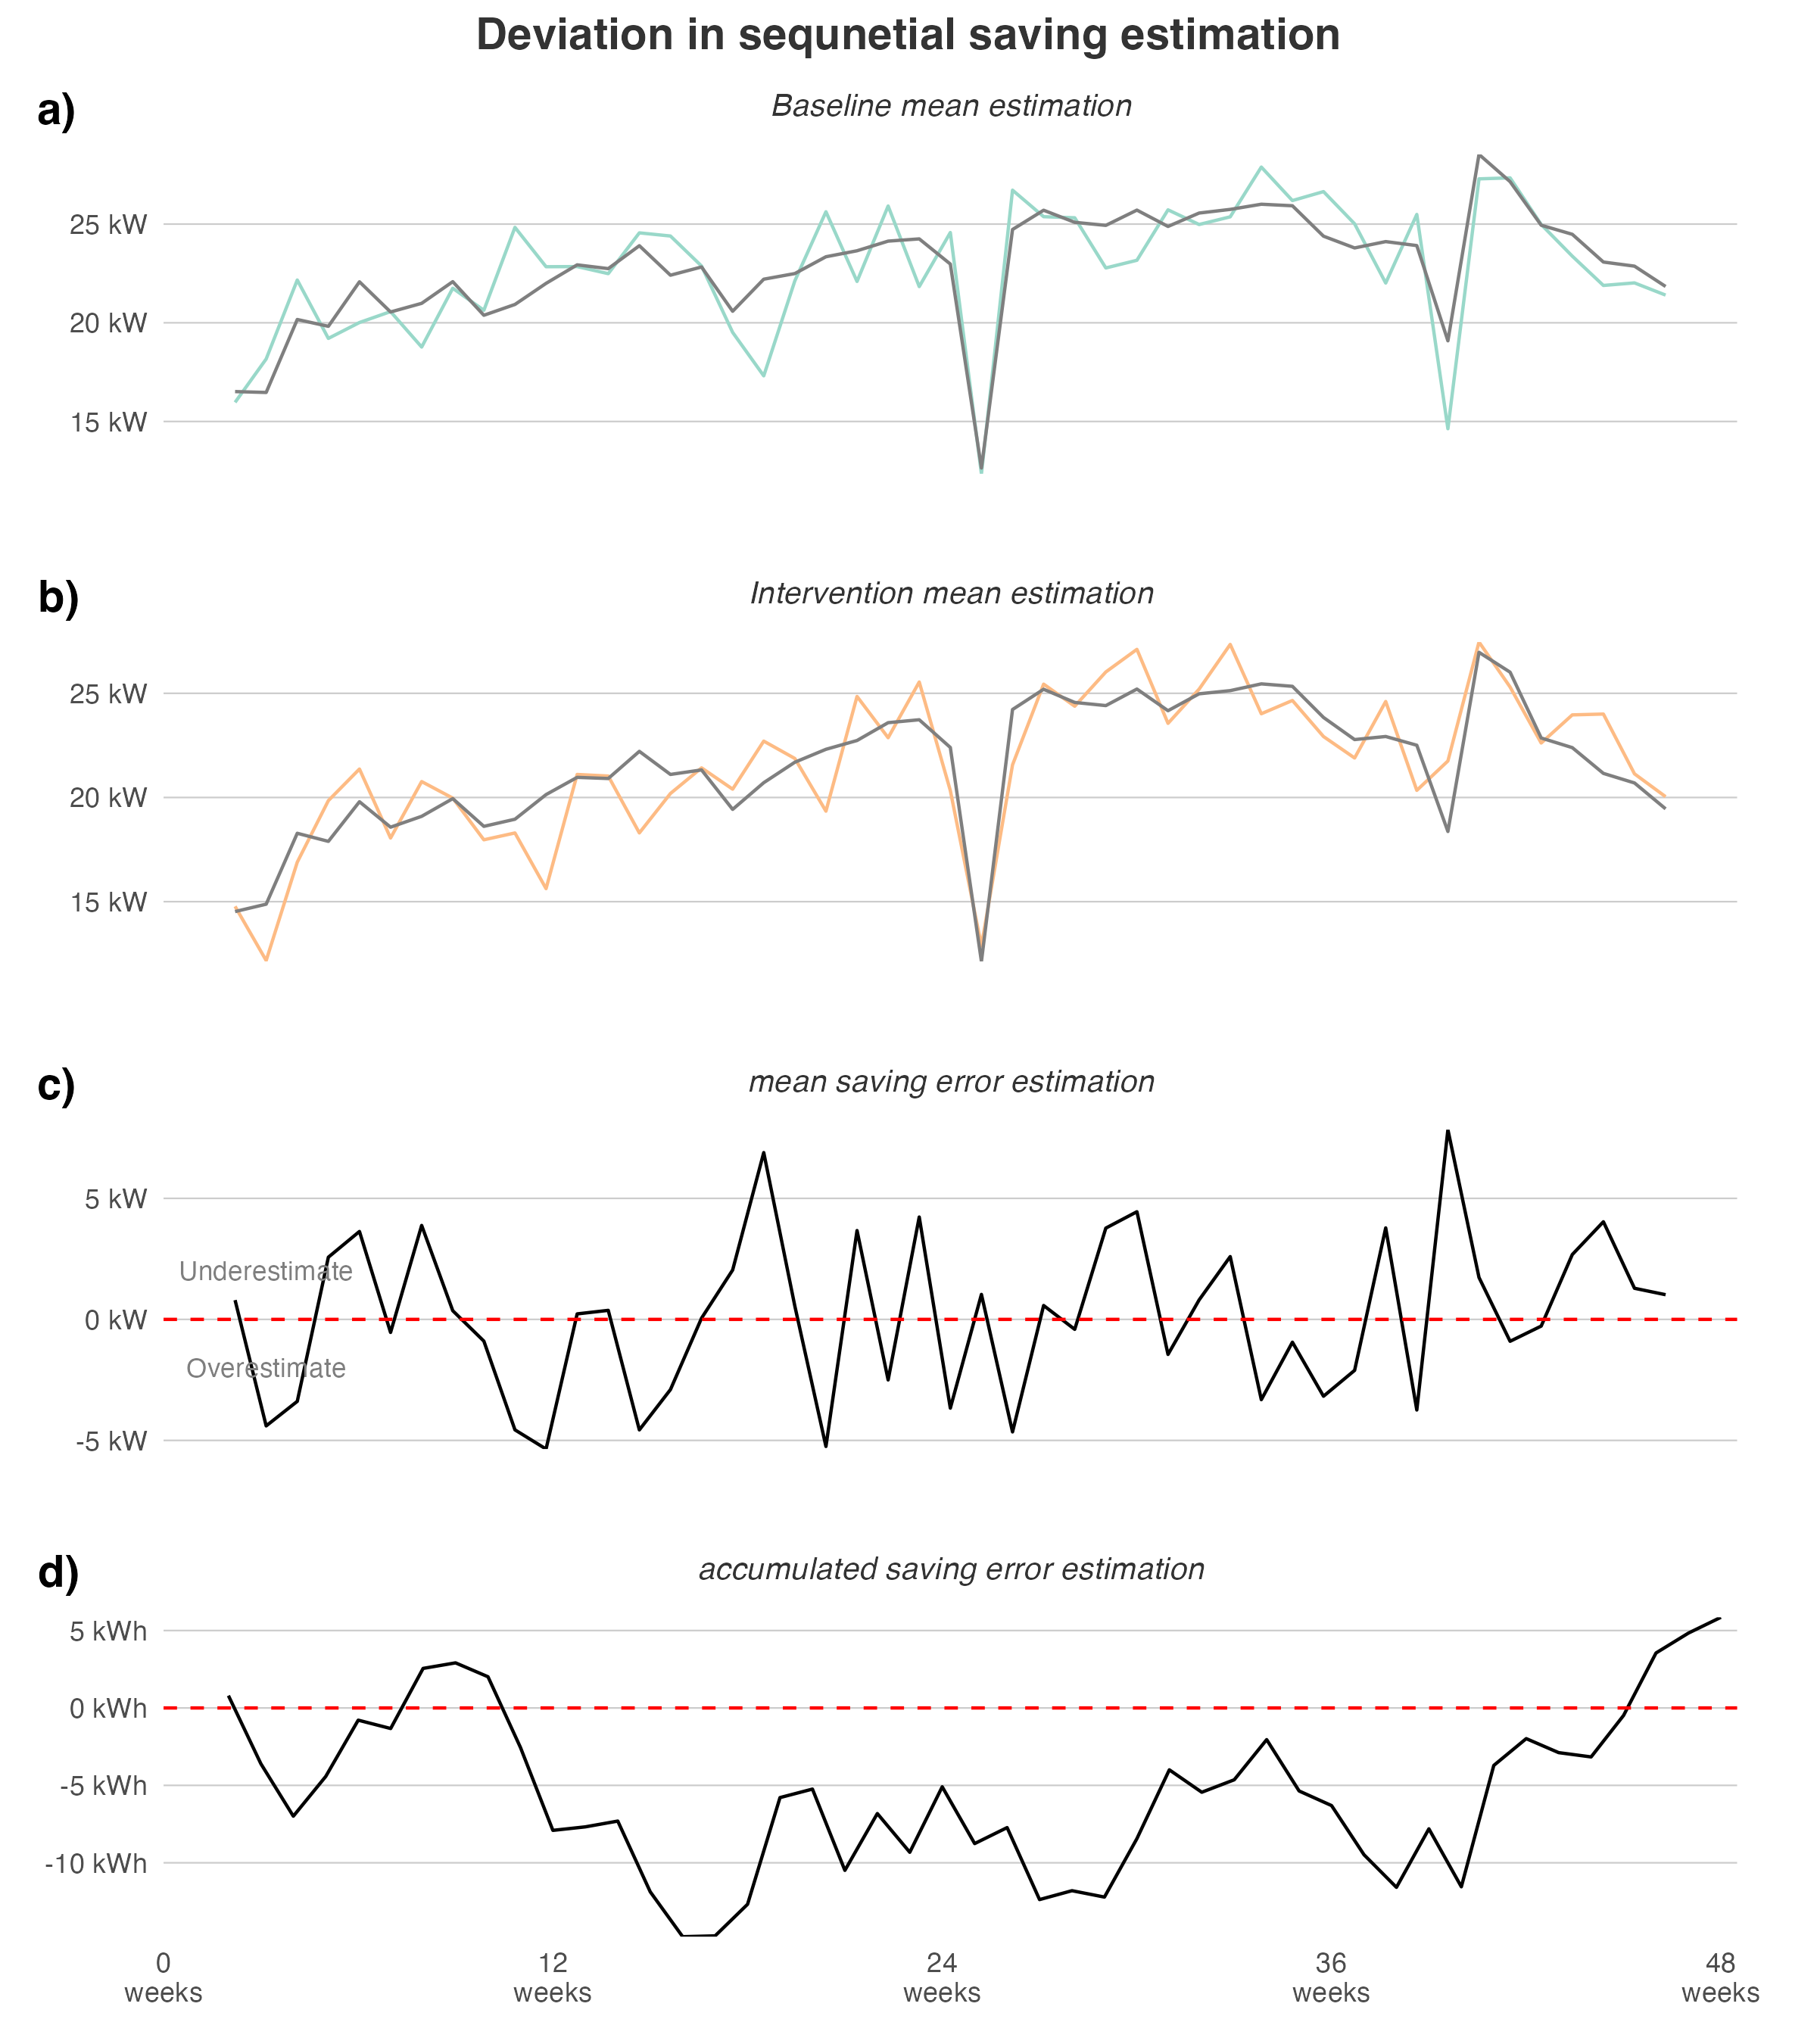 Deviation in sequnetial saving estimation
a)
Baseline mean estimation
25 kW
20 kW
15 kW
b)
Intervention mean estimation
25 kW
20 kW
15 kW
c)
mean saving error estimation
5 kW
Underestimate
0 kW
Overestimate
-5 kW
d)
accumulated saving error estimation
5 kWh
0 kWh
-5 kWh
-10 kWh
0 12 24 36 48
weeks weeks weeks weeks weeks